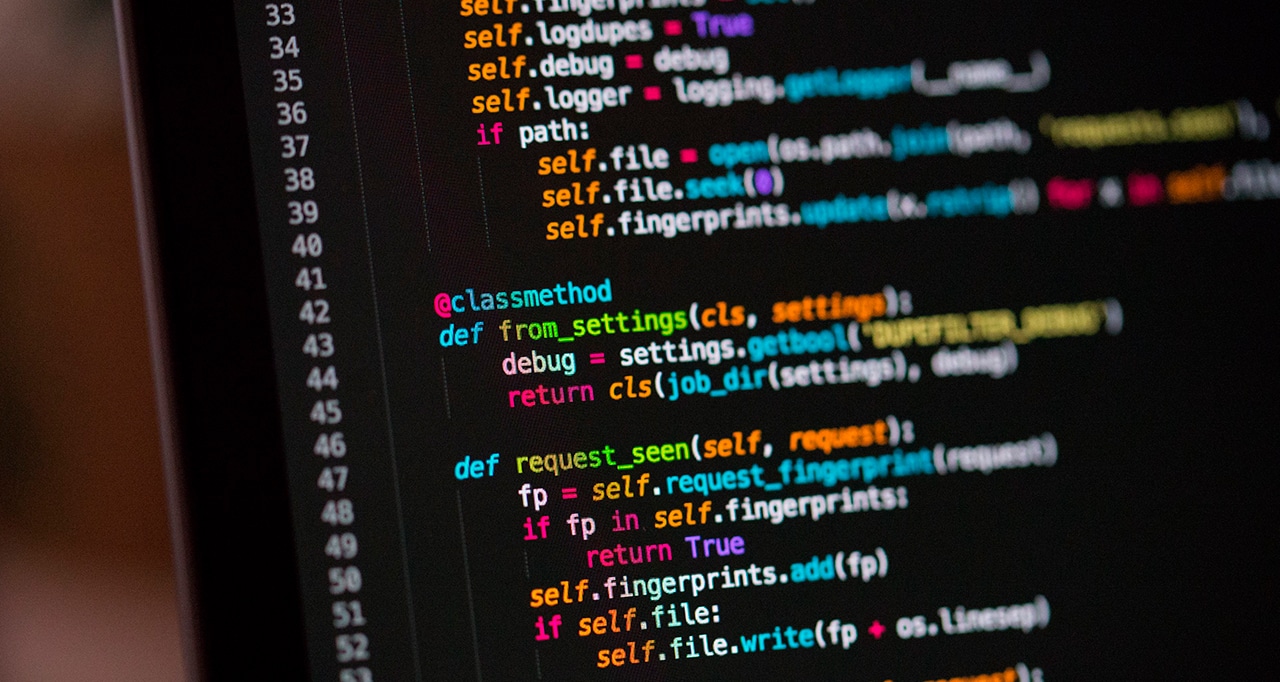 33 self.fingerprints = set()
34 self.logdupes = True
35 self.debug = debug
36 self.logger = logging.getLogger(__name__)
37 if path:
38 self.file = open(os.path.join(path, 'requests.seen'),
39 self.file.seek(0)
40 self.fingerprints.update(x.rstrip() for x in self.file
41
42 @classmethod
43 def from_settings(cls, settings):
44 debug = settings.getbool('DUPEFILTER_DEBUG')
45 return cls(job_dir(settings), debug)
46
47 def request_seen(self, request):
48 fp = self.request_fingerprint(request)
49 if fp in self.fingerprints:
50 return True
51 self.fingerprints.add(fp)
52 if self.file:
53 self.file.write(fp + os.linesep)
request):